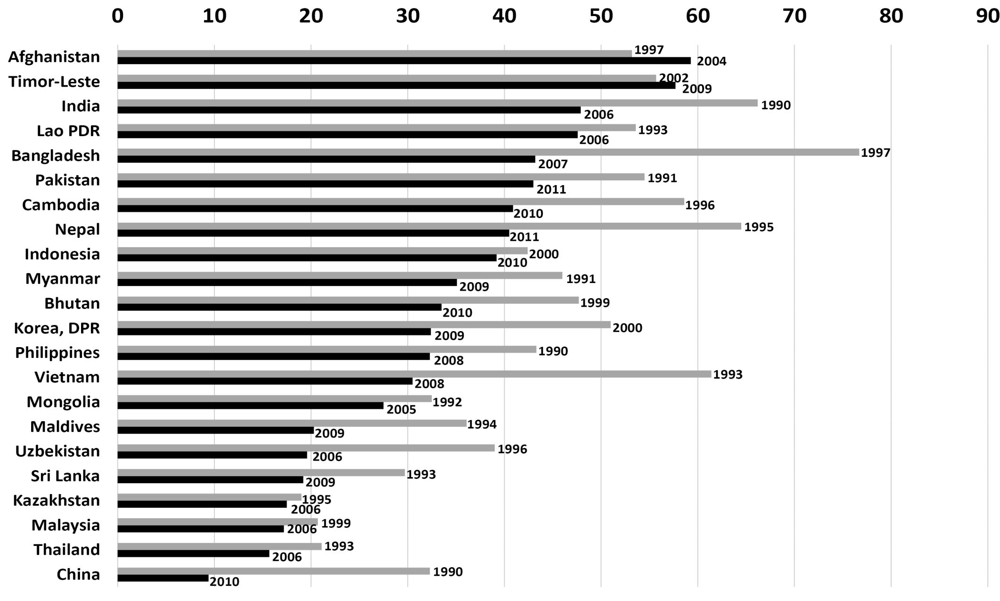 0 10 20 30 40 50 60 70 80 90
Afghanistan 1997
2004
Timor-Leste 2002
2009
India 1990
2006
Lao PDR 1993
2006
Bangladesh 1997
2007
Pakistan 1991
2011
Cambodia 1996
2010
Nepal 1995
2011
Indonesia 2000
2010
Myanmar 1991
2009
Bhutan 1999
2010
Korea, DPR 2000
2009
Philippines 1990
2008
Vietnam 1993
2008
Mongolia 1992
2005
Maldives 1994
2009
Uzbekistan 1996
2006
Sri Lanka 1993
2009
Kazakhstan 1995
2006
Malaysia 1999
2006
Thailand 1993
2006
China 1990
2010